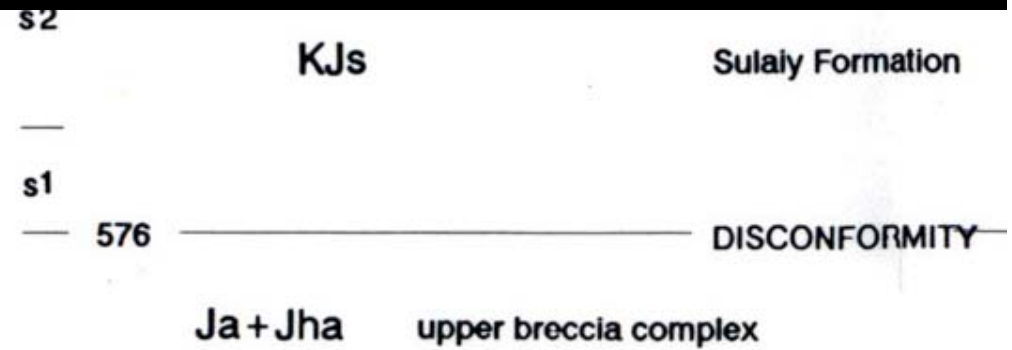 s2
KJs Sulaiy Formation
s1
576 DISCONFORMITY
Ja+Jha upper breccia complex